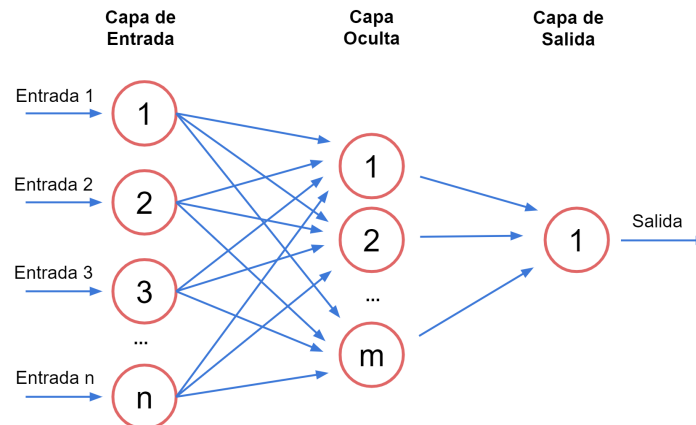 Capa de
Entrada
Capa
Oculta
Capa de
Salida
Entrada 1
1
Entrada 2
2
Entrada 3
3
...
Entrada n
n
1
2
...
m
1
Salida